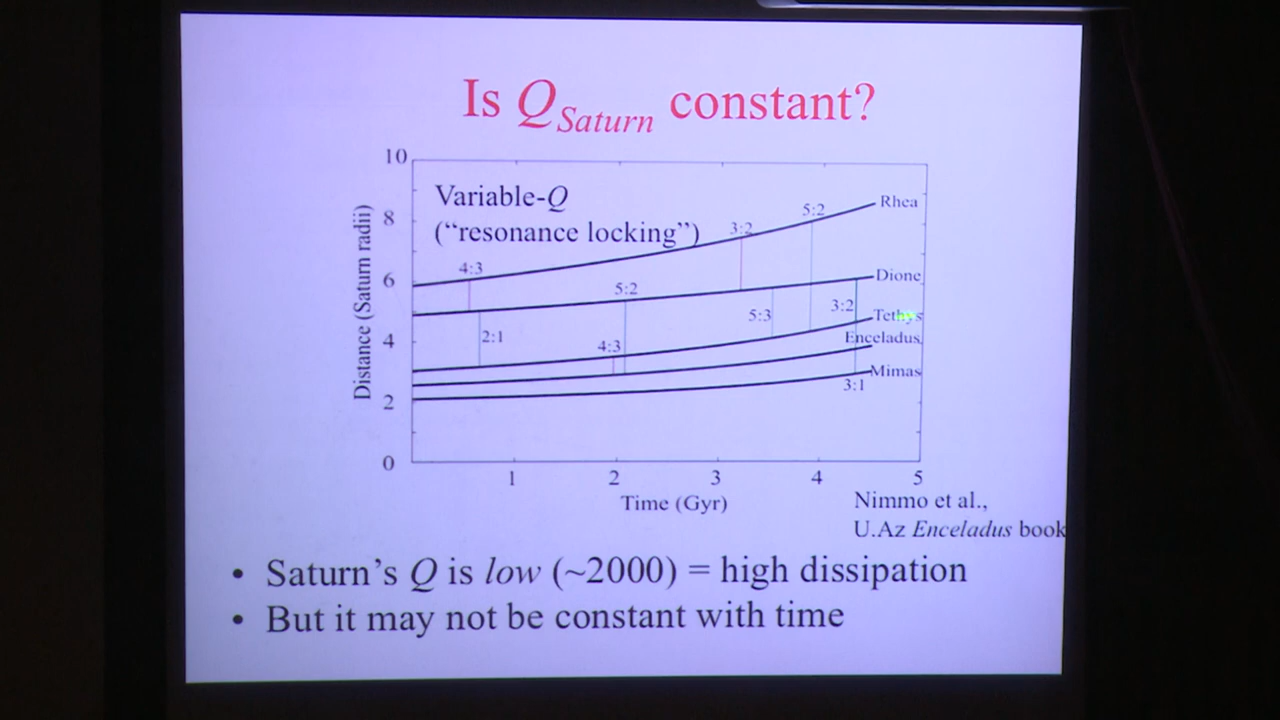 Is Q Saturn constant?
10
Variable-Q
("resonance locking")
8
6
4
2
0
Distance (Saturn radii)
4:3
2:1
5:2
4:3
3:2
5:2
5:3
3:2
3:1
Rhea
Dione
Tethys
Enceladus
Mimas
1 2 3 4 5
Time (Gyr)
Nimmo et al.,
U.Az Enceladus book
• Saturn's Q is low (~2000) = high dissipation
• But it may not be constant with time